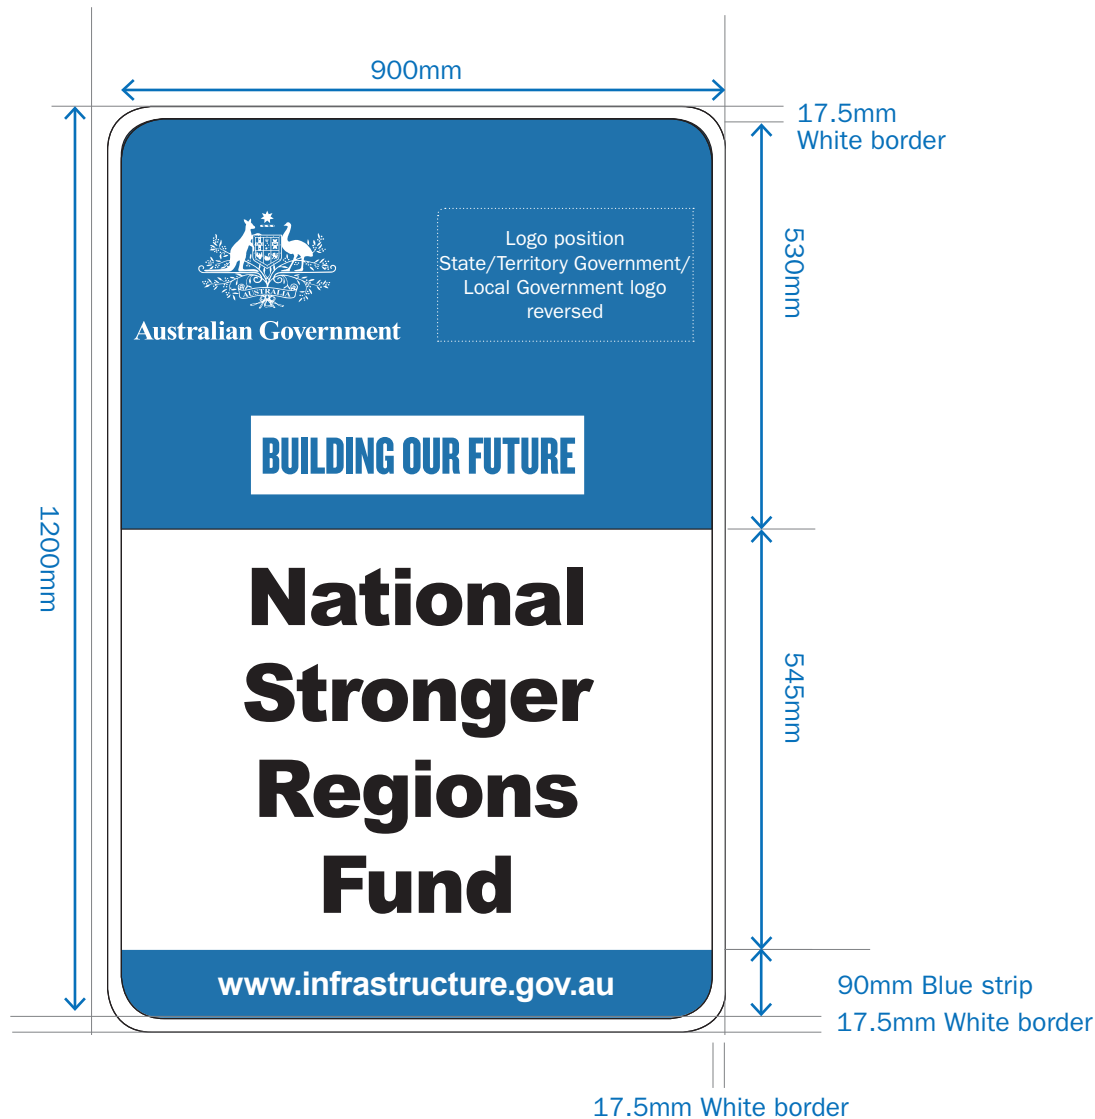 900mm
17.5mm
White border
Logo position
State/Territory Government/
Local Government logo
reversed
AUSTRALIA
Australian Government
530mm
BUILDING OUR FUTURE
1200mm
National
Stronger
Regions
Fund
545mm
www.infrastructure.gov.au
90mm Blue strip
17.5mm White border
17.5mm White border